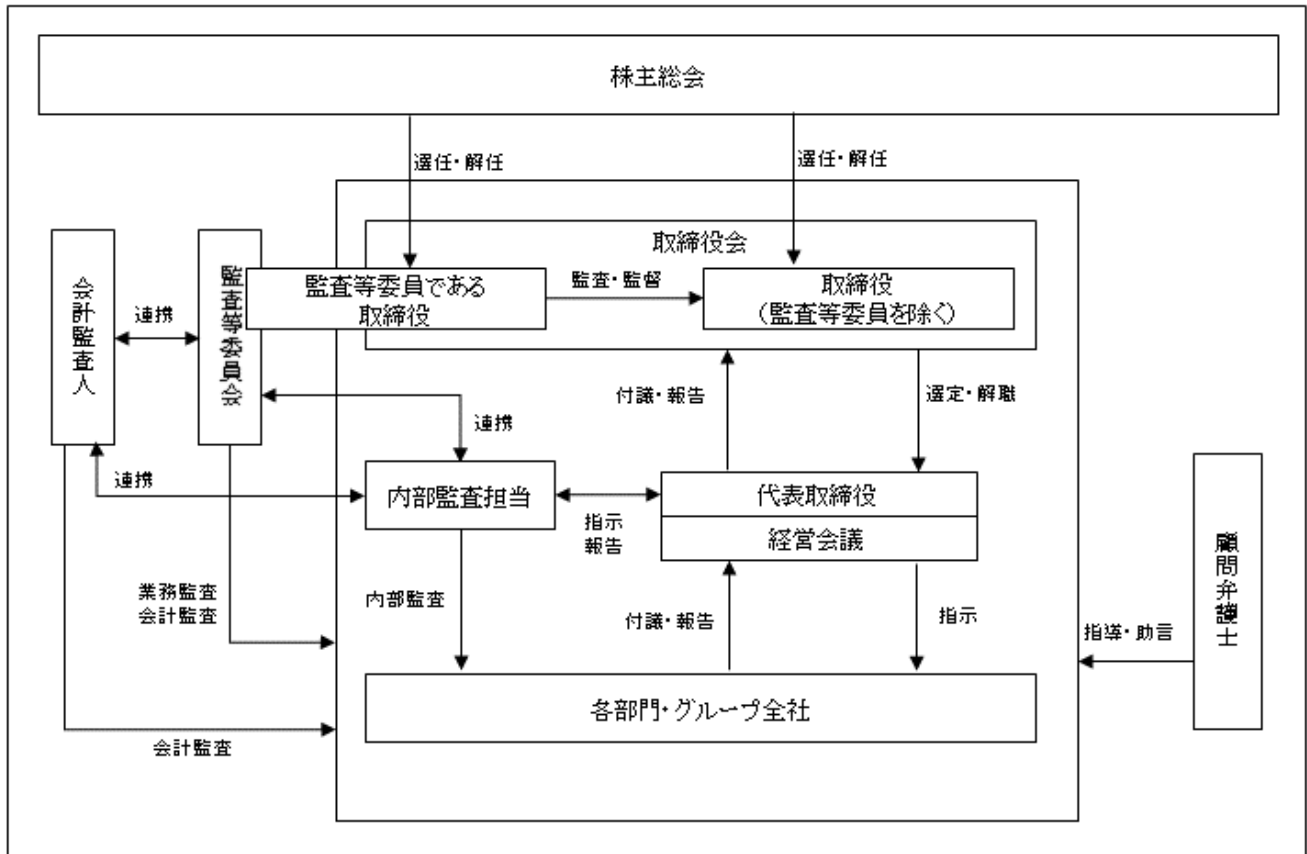 株主総会
選任・解任
選任・解任
取締役会
監査等委員である
取締役
監査・監督
取締役
(監査等委員を除く)
会計監査人
連携
監査等委員会
付議・報告
選定・解職
連携
連携
内部監査担当
指示
報告
代表取締役
経営会議
業務監査
会計監査
内部監査
付議・報告
指示
顧問弁護士
指導・助言
各部門・グループ全社
会計監査